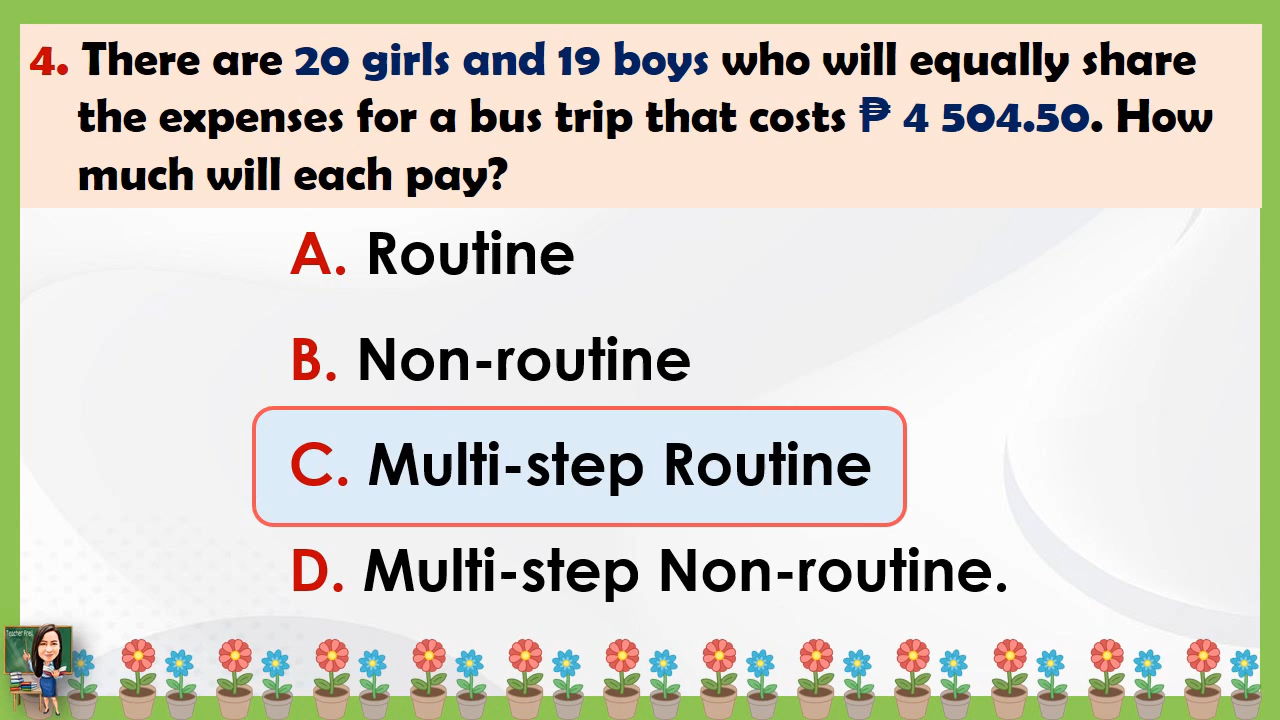 4. There are 20 girls and 19 boys who will equally share
the expenses for a bus trip that costs ₱ 4 504.50. How
much will each pay?
A. Routine
B. Non-routine
C. Multi-step Routine
D. Multi-step Non-routine.